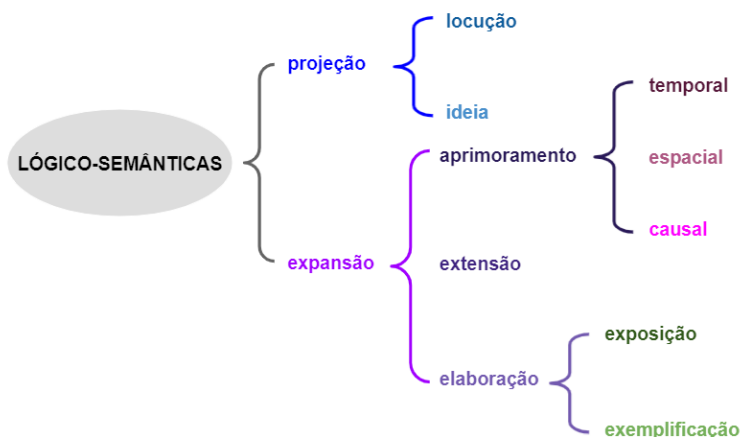 LÓGICO-SEMÂNTICAS
projeção
locução
ideia
expansão
aprimoramento
temporal
espacial
causal
extensão
elaboração
exposição
exemplificação